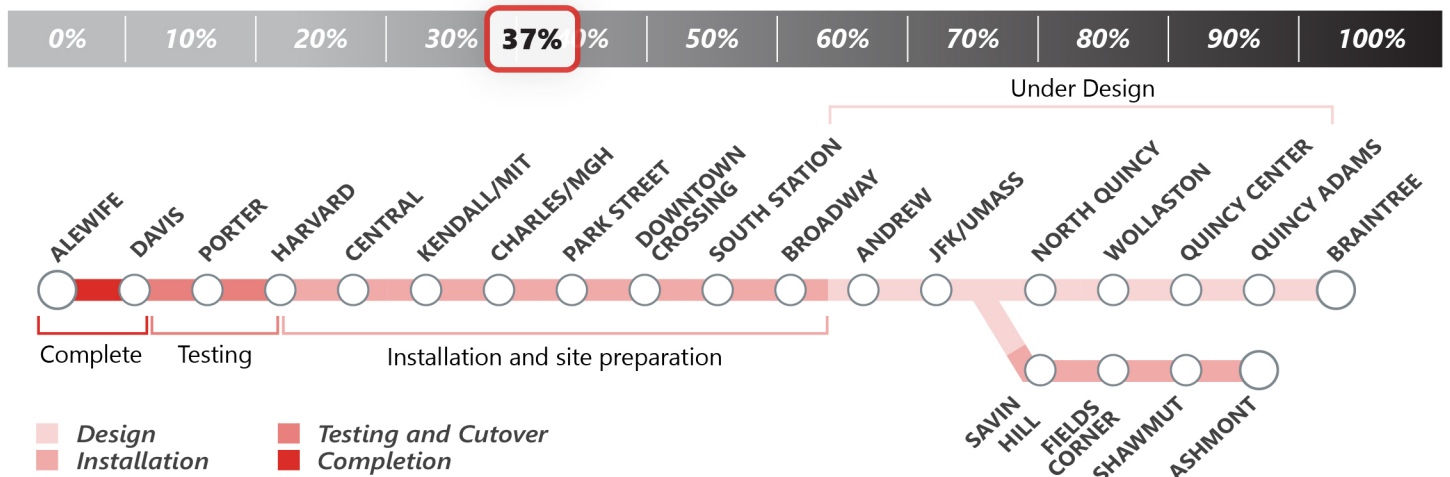 0% 10% 20% 30% 37% 0% 50% 60% 70% 80% 90% 100%
Under Design
ALEWIFE
DAVIS
PORTER
HARVARD
CENTRAL
KENDALL/MIT
CHARLES/MGH
PARK STREET
DOWNTOWN
CROSSING
SOUTH STATION
BROADWAY
ANDREW
JFK/UMASS
NORTH QUINCY
WOLLASTON
QUINCY CENTER
QUINCY ADAMS
BRAINTREE
Complete
Testing
Installation and site preparation
SAVIN
HILL
FIELDS
CORNER
SHAWMUT
ASHMONT
Design
Installation
Testing and Cutover
Completion